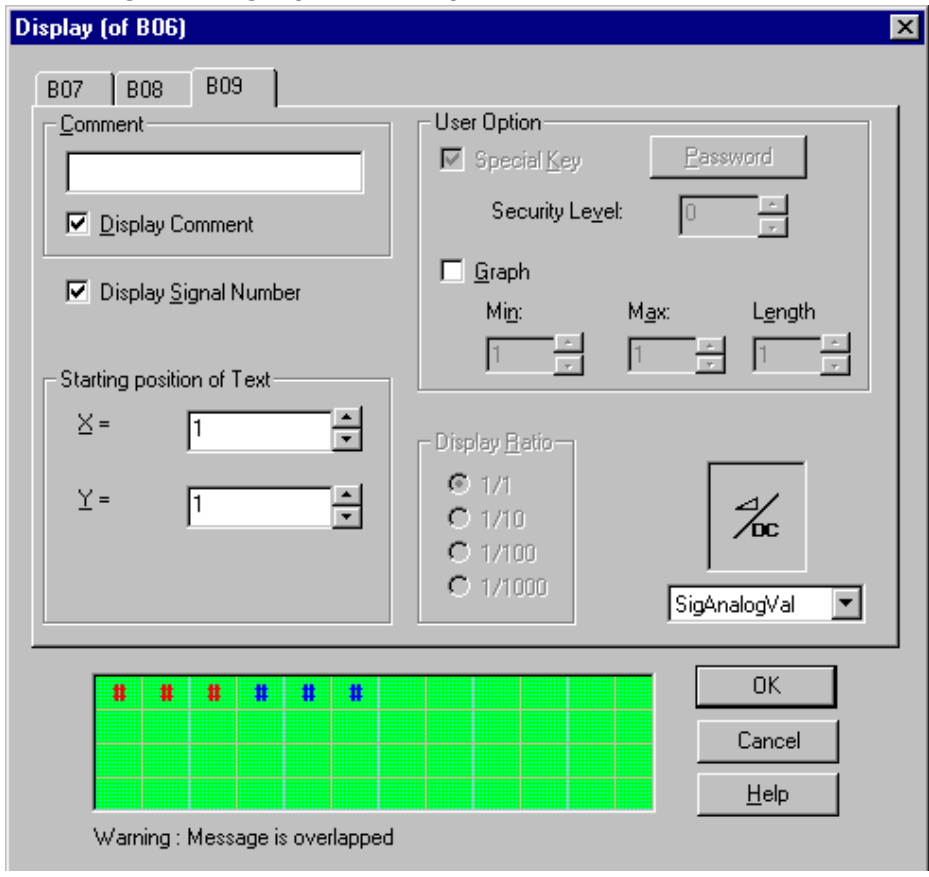 Display (of B06)
B07 B08 B09
Comment
Display Comment
Display Signal Number
Starting position of Text
X = 1
Y = 1
User Option
Special Key Password
Security Level: 0
Graph
Min: Max: Length
1 1 1
Display Ratio
1/1
1/10
1/100
1/1000
DC
SigAnalogVal
# # # # # #
Warning : Message is overlapped
OK
Cancel
Help